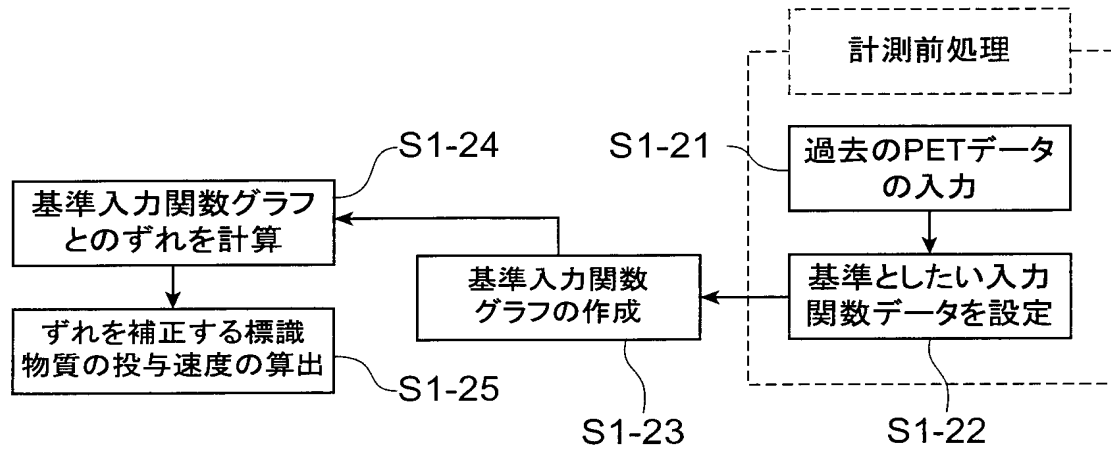 計測前処理
S1-21
過去のPETデータ
の入力
基準としたい入力
関数データを設定
S1-22
基準入力関数
グラフの作成
S1-23
S1-24
基準入力関数グラフ
とのずれを計算
ずれを補正する標識
物質の投与速度の算出
S1-25